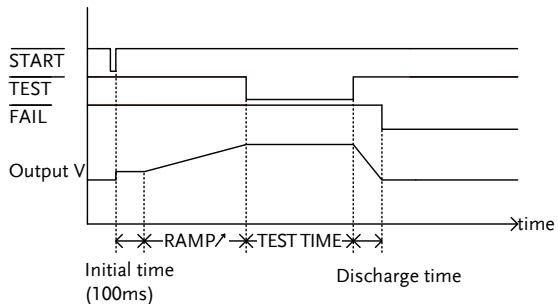 START
TEST
FAIL
Output V
time
RAMP↗
TEST TIME
Initial time
(100ms)
Discharge time